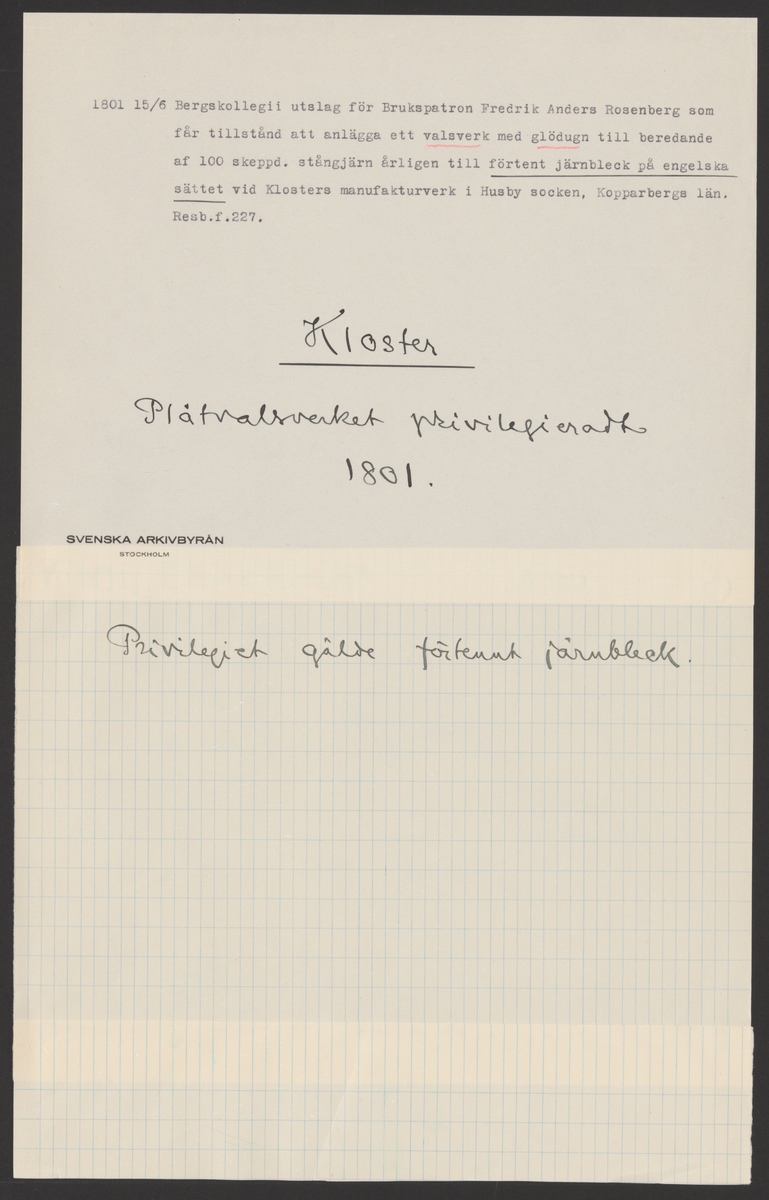 1801 15/6 Bergskollegii utslag för Brukspatron Fredrik Anders Rosenberg som
får tillstånd att anlägga ett valsverk med glödugn till beredande
af 100 skeppd. stångjärn årligen till förtent järnbleck på engelska
sättet vid Klosters manufakturverk i Husby socken, Kopparbergs län.
Resb.f.227.
Kloster
Plåtvalsverket privilegieradt
1801.
SVENSKA ARKIVBYRÅN
STOCKHOLM
Privilegiet gälde förtennt järnbleck.